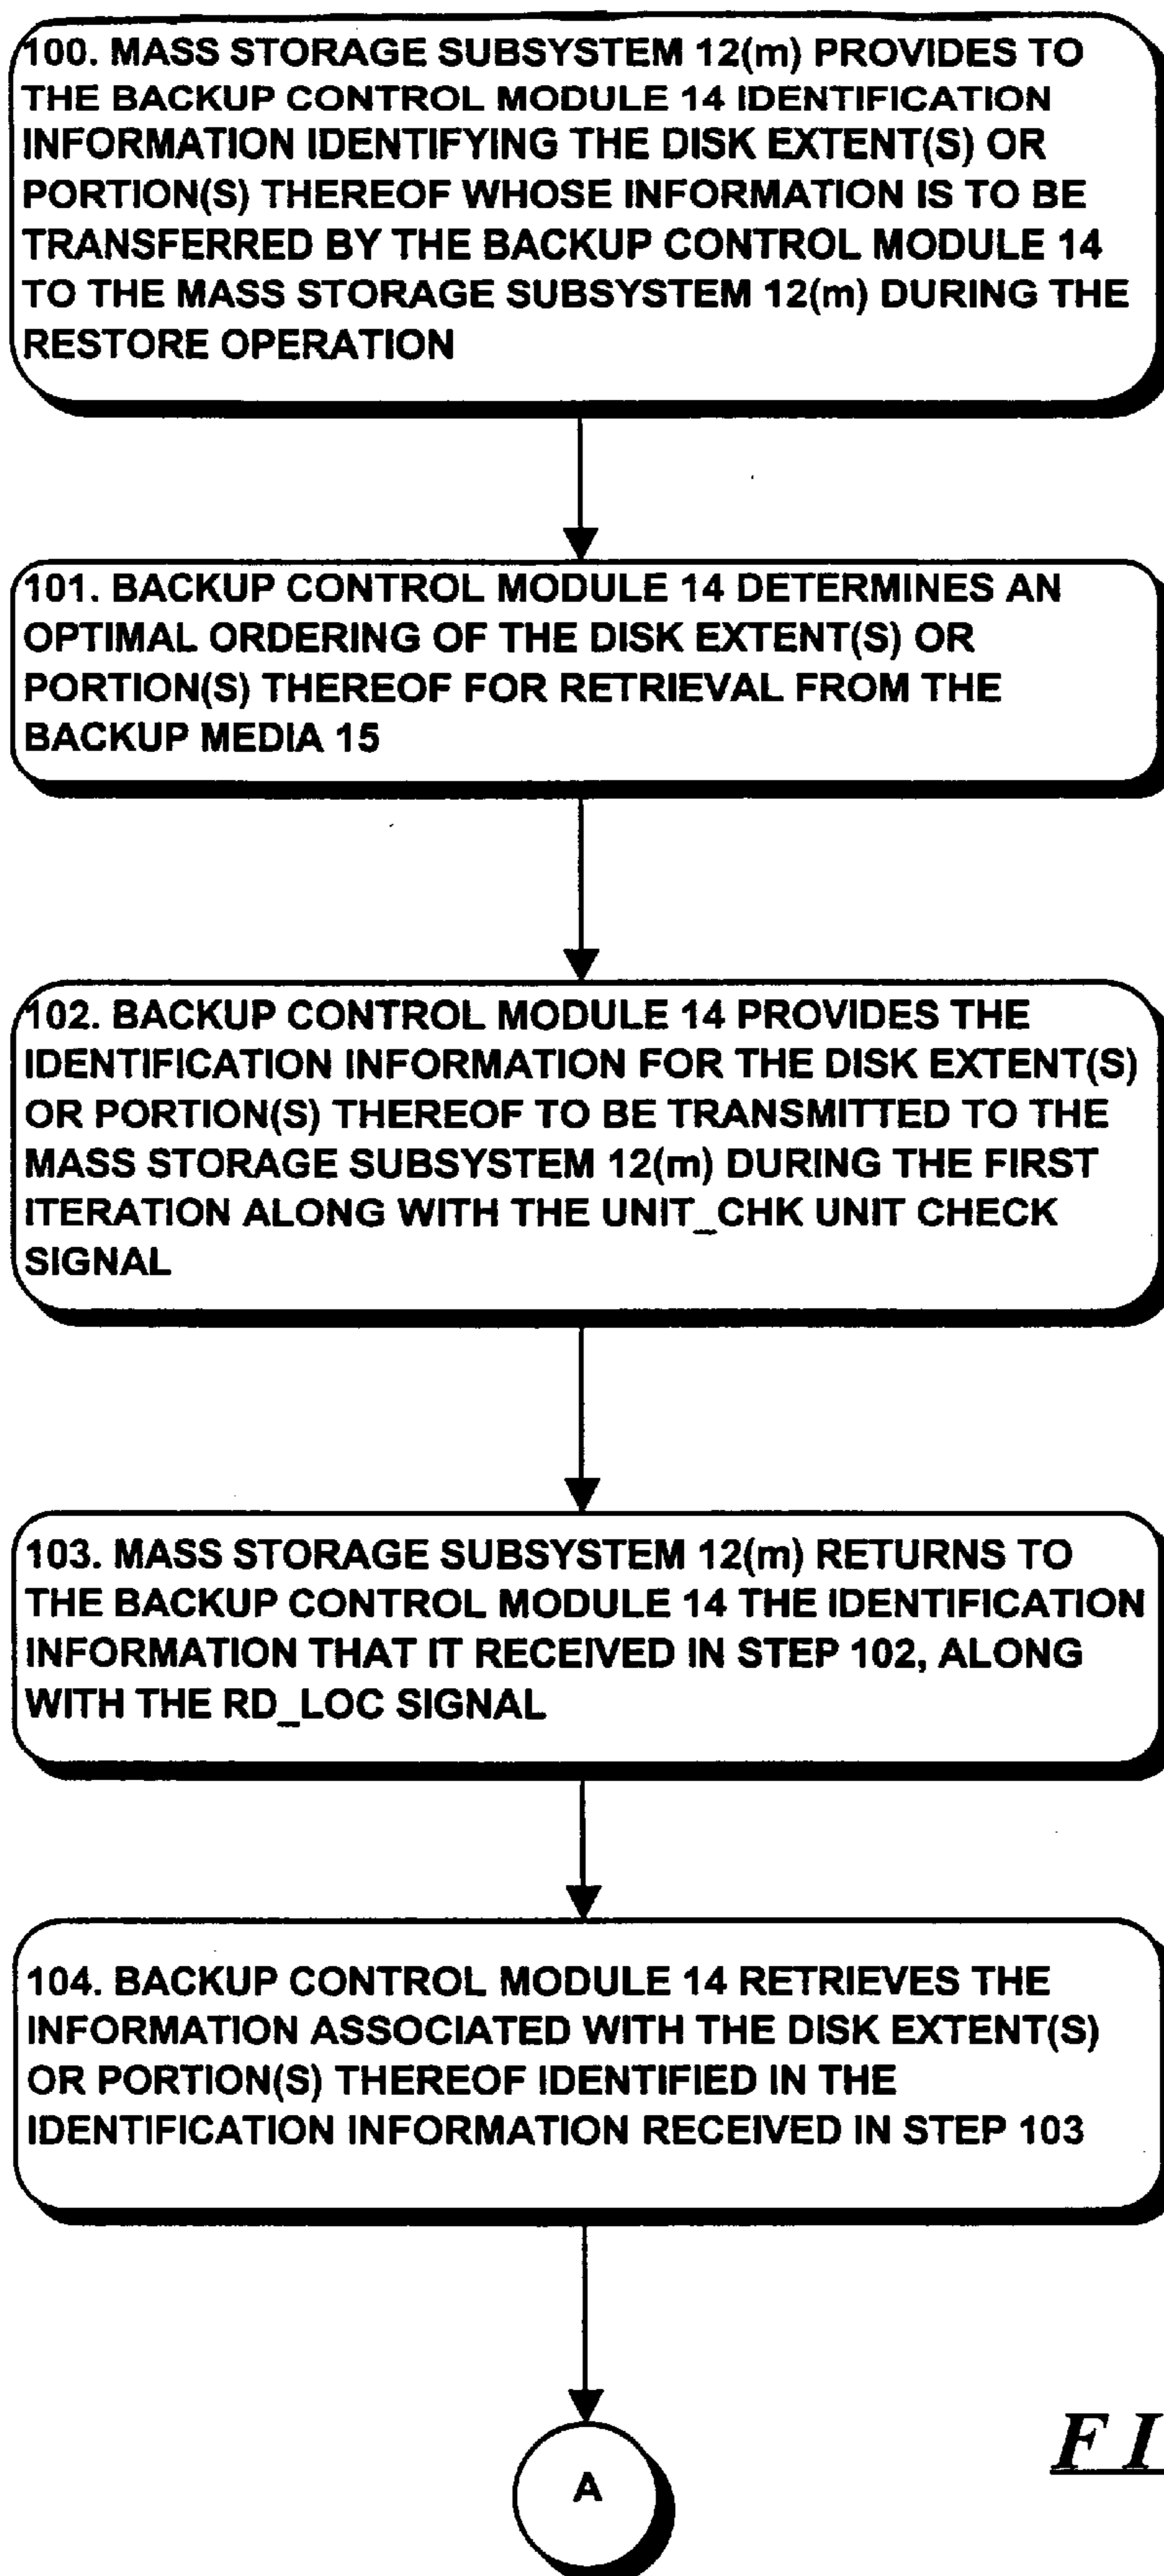 100. MASS STORAGE SUBSYSTEM 12(m) PROVIDES TO
THE BACKUP CONTROL MODULE 14 IDENTIFICATION
INFORMATION IDENTIFYING THE DISK EXTENT(S) OR
PORTION(S) THEREOF WHOSE INFORMATION IS TO BE
TRANSFERRED BY THE BACKUP CONTROL MODULE 14
TO THE MASS STORAGE SUBSYSTEM 12(m) DURING THE
RESTORE OPERATION
101. BACKUP CONTROL MODULE 14 DETERMINES AN
OPTIMAL ORDERING OF THE DISK EXTENT(S) OR
PORTION(S) THEREOF FOR RETRIEVAL FROM THE
BACKUP MEDIA 15
102. BACKUP CONTROL MODULE 14 PROVIDES THE
IDENTIFICATION INFORMATION FOR THE DISK EXTENT(S)
OR PORTION(S) THEREOF TO BE TRANSMITTED TO THE
MASS STORAGE SUBSYSTEM 12(m) DURING THE FIRST
ITERATION ALONG WITH THE UNIT_CHK UNIT CHECK
SIGNAL
103. MASS STORAGE SUBSYSTEM 12(m) RETURNS TO
THE BACKUP CONTROL MODULE 14 THE IDENTIFICATION
INFORMATION THAT IT RECEIVED IN STEP 102, ALONG
WITH THE RD_LOC SIGNAL
104. BACKUP CONTROL MODULE 14 RETRIEVES THE
INFORMATION ASSOCIATED WITH THE DISK EXTENT(S)
OR PORTION(S) THEREOF IDENTIFIED IN THE
IDENTIFICATION INFORMATION RECEIVED IN STEP 103
A
F I